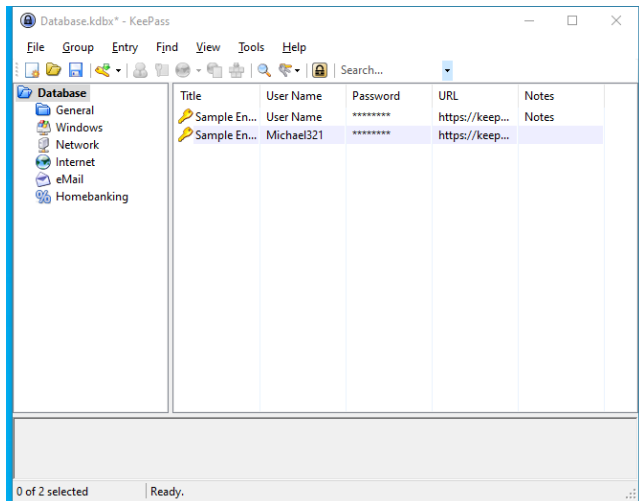 Database.kdbx* - KeePass
File Group Entry Find View Tools Help
Search...
Database
General
Windows
Network
Internet
eMail
Homebanking
Title User Name Password URL Notes
Sample En... User Name ******** https://keep... Notes
Sample En... Michael321 ******** https://keep...
0 of 2 selected Ready.